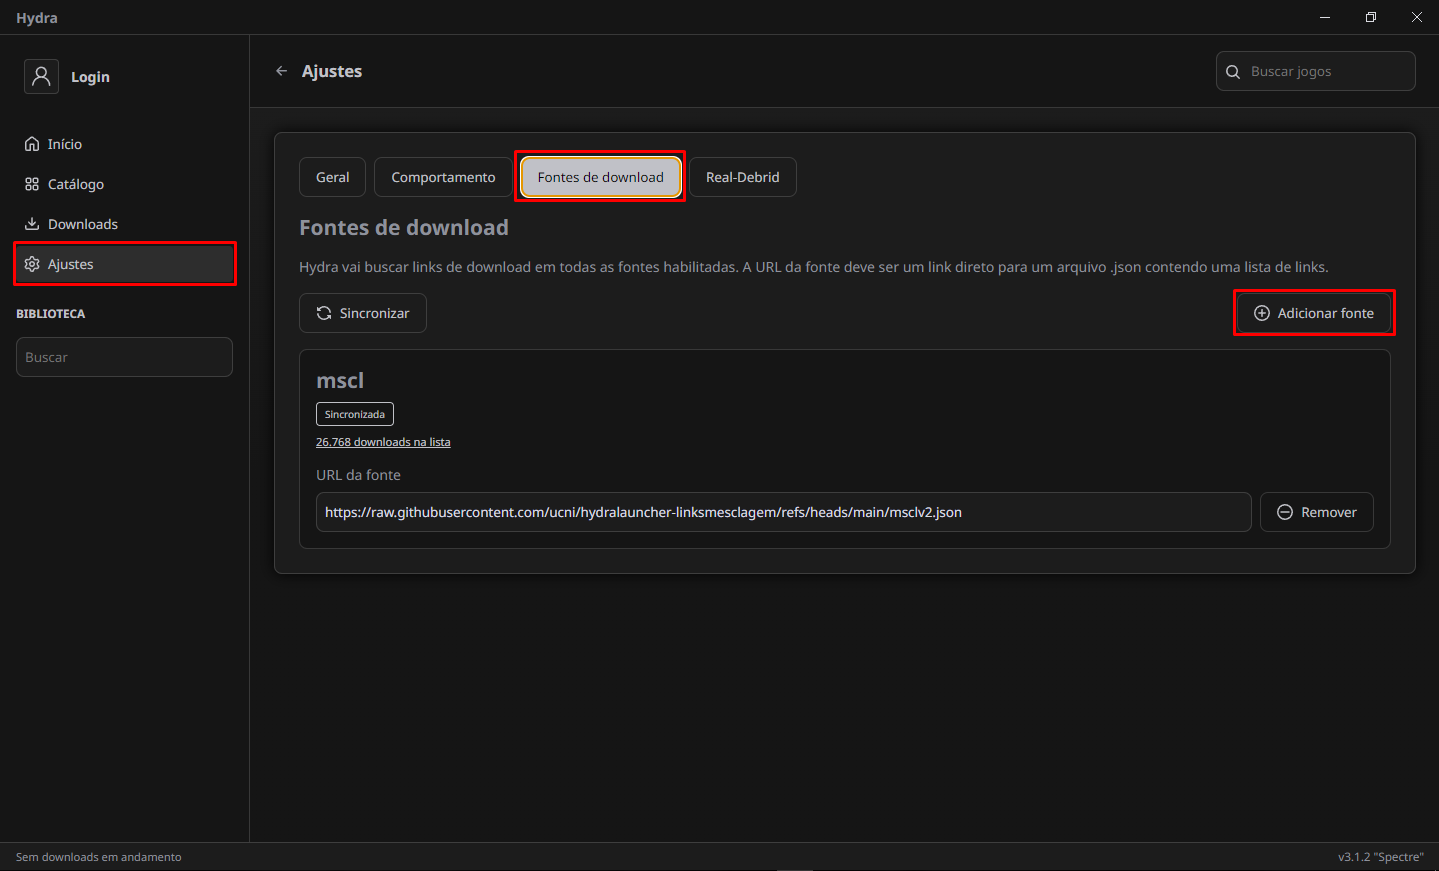 Hydra
Login
Início
Catálogo
Downloads
Ajustes
BIBLIOTECA
Buscar
Ajustes
Buscar jogos
Geral
Comportamento
Fontes de download
Real-Debrid
Fontes de download
Hydra vai buscar links de download em todas as fontes habilitadas. A URL da fonte deve ser um link direto para um arquivo .json contendo uma lista de links.
Sincronizar
Adicionar fonte
mscl
Sincronizada
26.768 downloads na lista
URL da fonte
https://raw.githubusercontent.com/ucni/hydralauncher-linksmesclagem/refs/heads/main/msclv2.json
Remover
Sem downloads em andamento
v3.1.2 "Spectre"